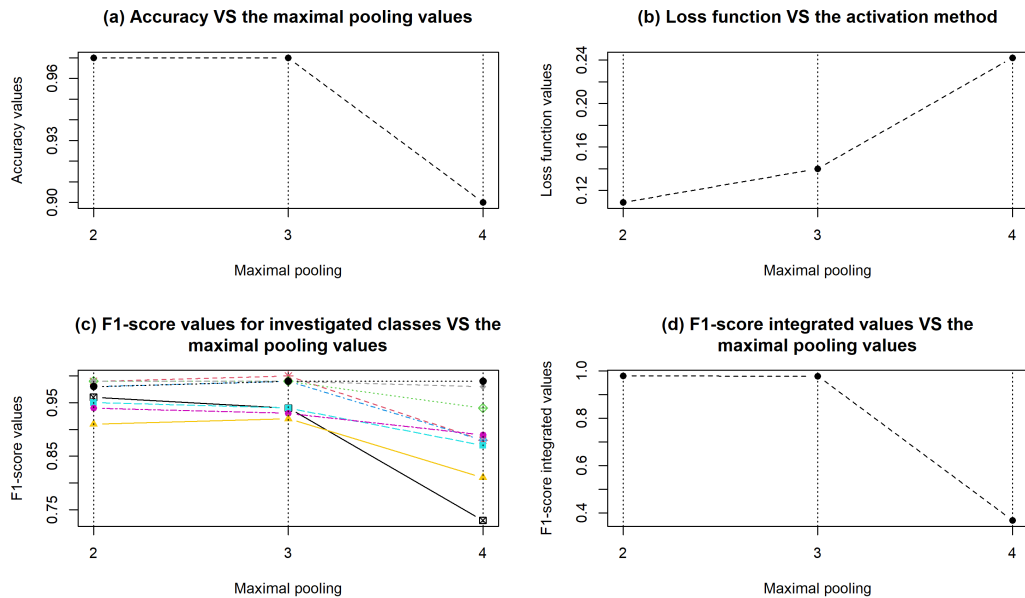 (a) Accuracy VS the maximal pooling values
Accuracy values
0.96
0.93
0.90
2 3 4
Maximal pooling
(b) Loss function VS the activation method
Loss function values
0.24
0.20
0.16
0.12
2 3 4
Maximal pooling
(c) F1-score values for investigated classes VS the
maximal pooling values
F1-score values
0.95
0.85
0.75
2 3 4
Maximal pooling
(d) F1-score integrated values VS the
maximal pooling values
F1-score integrated values
1.0
0.8
0.6
0.4
2 3 4
Maximal pooling